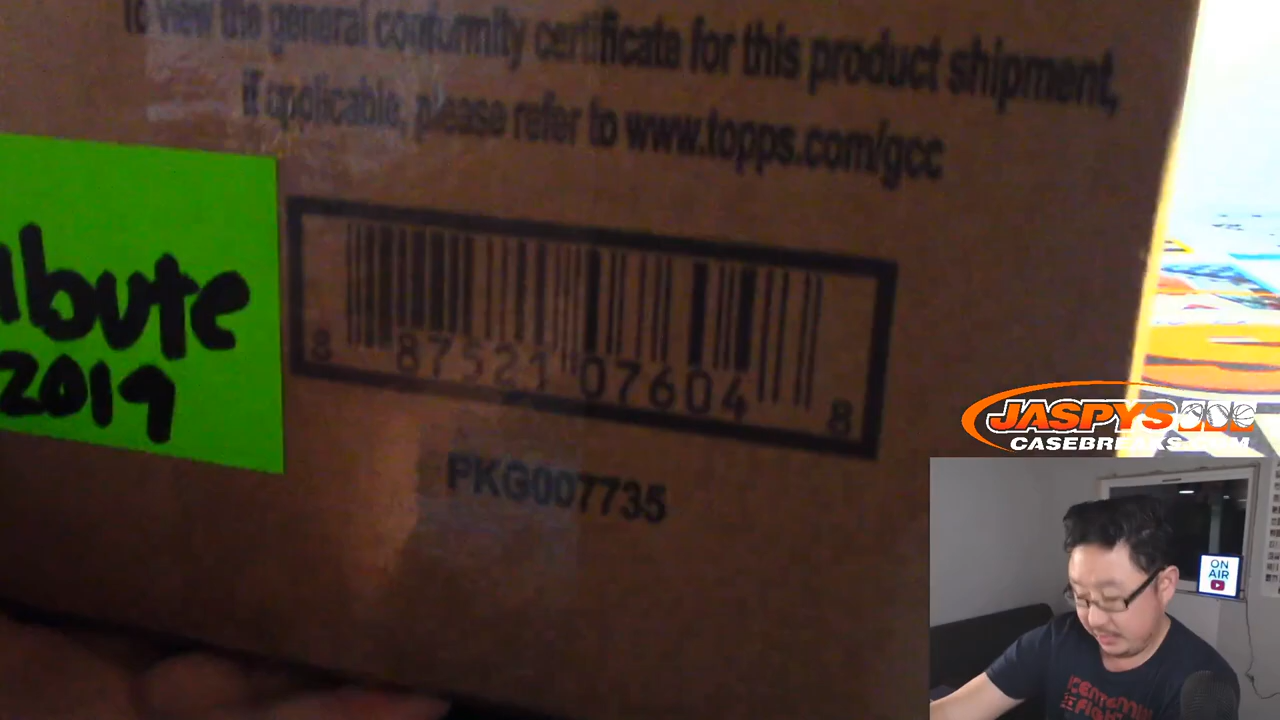 To view the general conformity certificate for this product shipment,
if applicable, please refer to www.topps.com/gcc
ibute
2019
8 87521 07604 8
PKG007735
JASPYS
CASEBREAKS.COM
ON
AIR